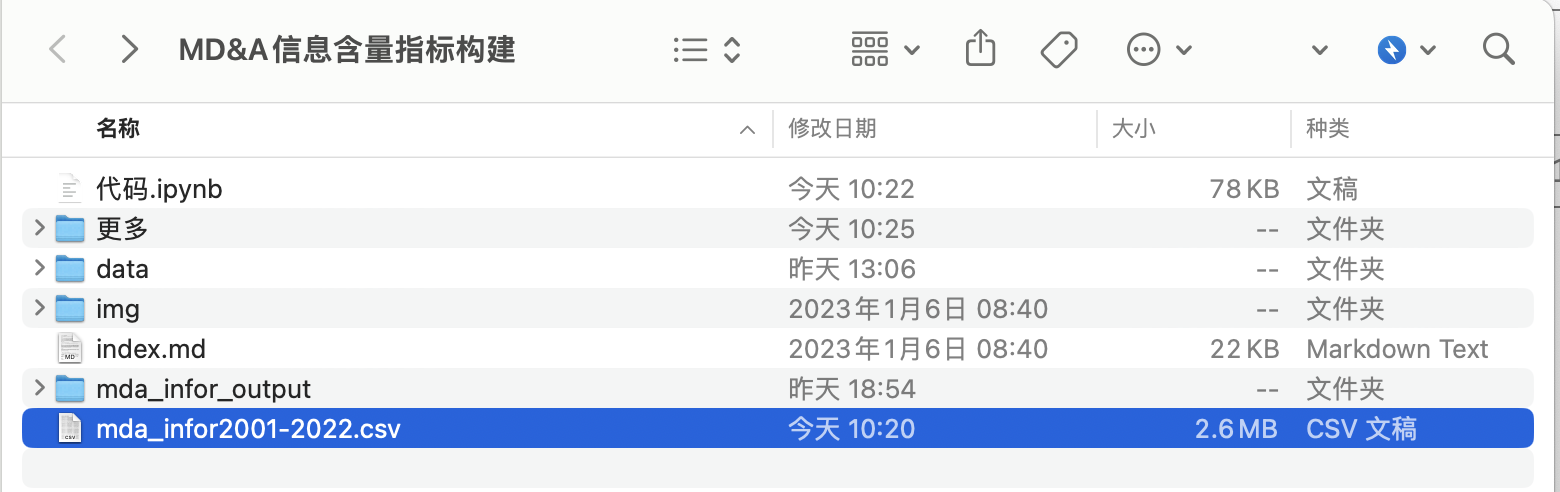 MD&A信息含量指标构建
名称 修改日期 大小 种类
代码.ipynb 今天 10:22 78 KB 文稿
更多 今天 10:25 -- 文件夹
data 昨天 13:06 -- 文件夹
img 2023年1月6日 08:40 -- 文件夹
MD index.md 2023年1月6日 08:40 22 KB Markdown Text
mda_infor_output 昨天 18:54 -- 文件夹
CSV mda_infor2001-2022.csv 今天 10:20 2.6 MB CSV 文稿